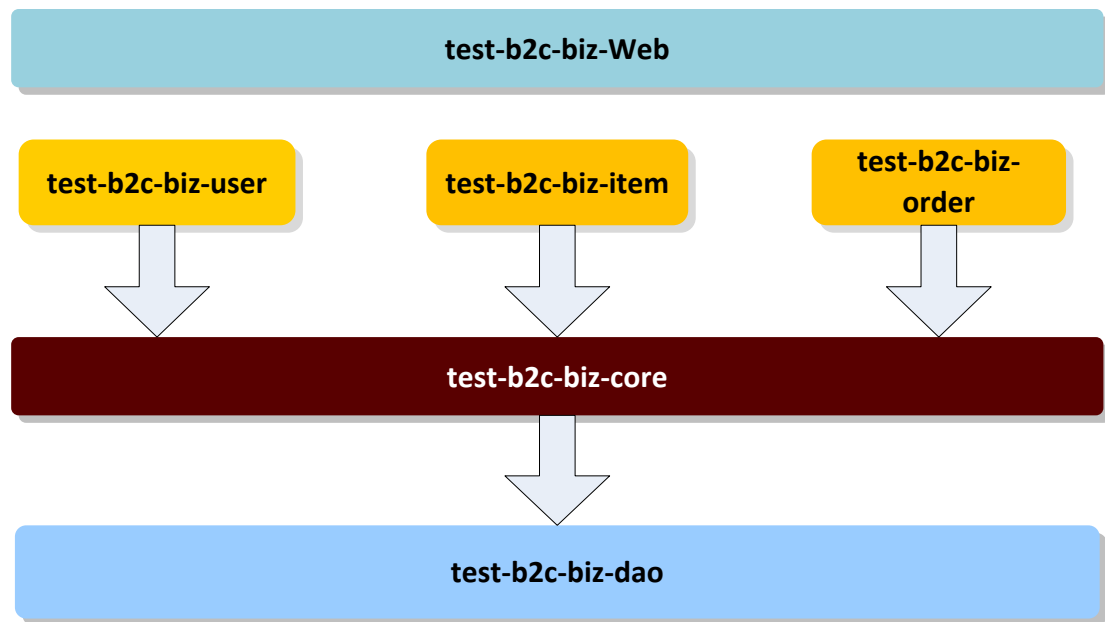 test-b2c-biz-Web
test-b2c-biz-user
test-b2c-biz-item
test-b2c-biz-
order
test-b2c-biz-core
test-b2c-biz-dao